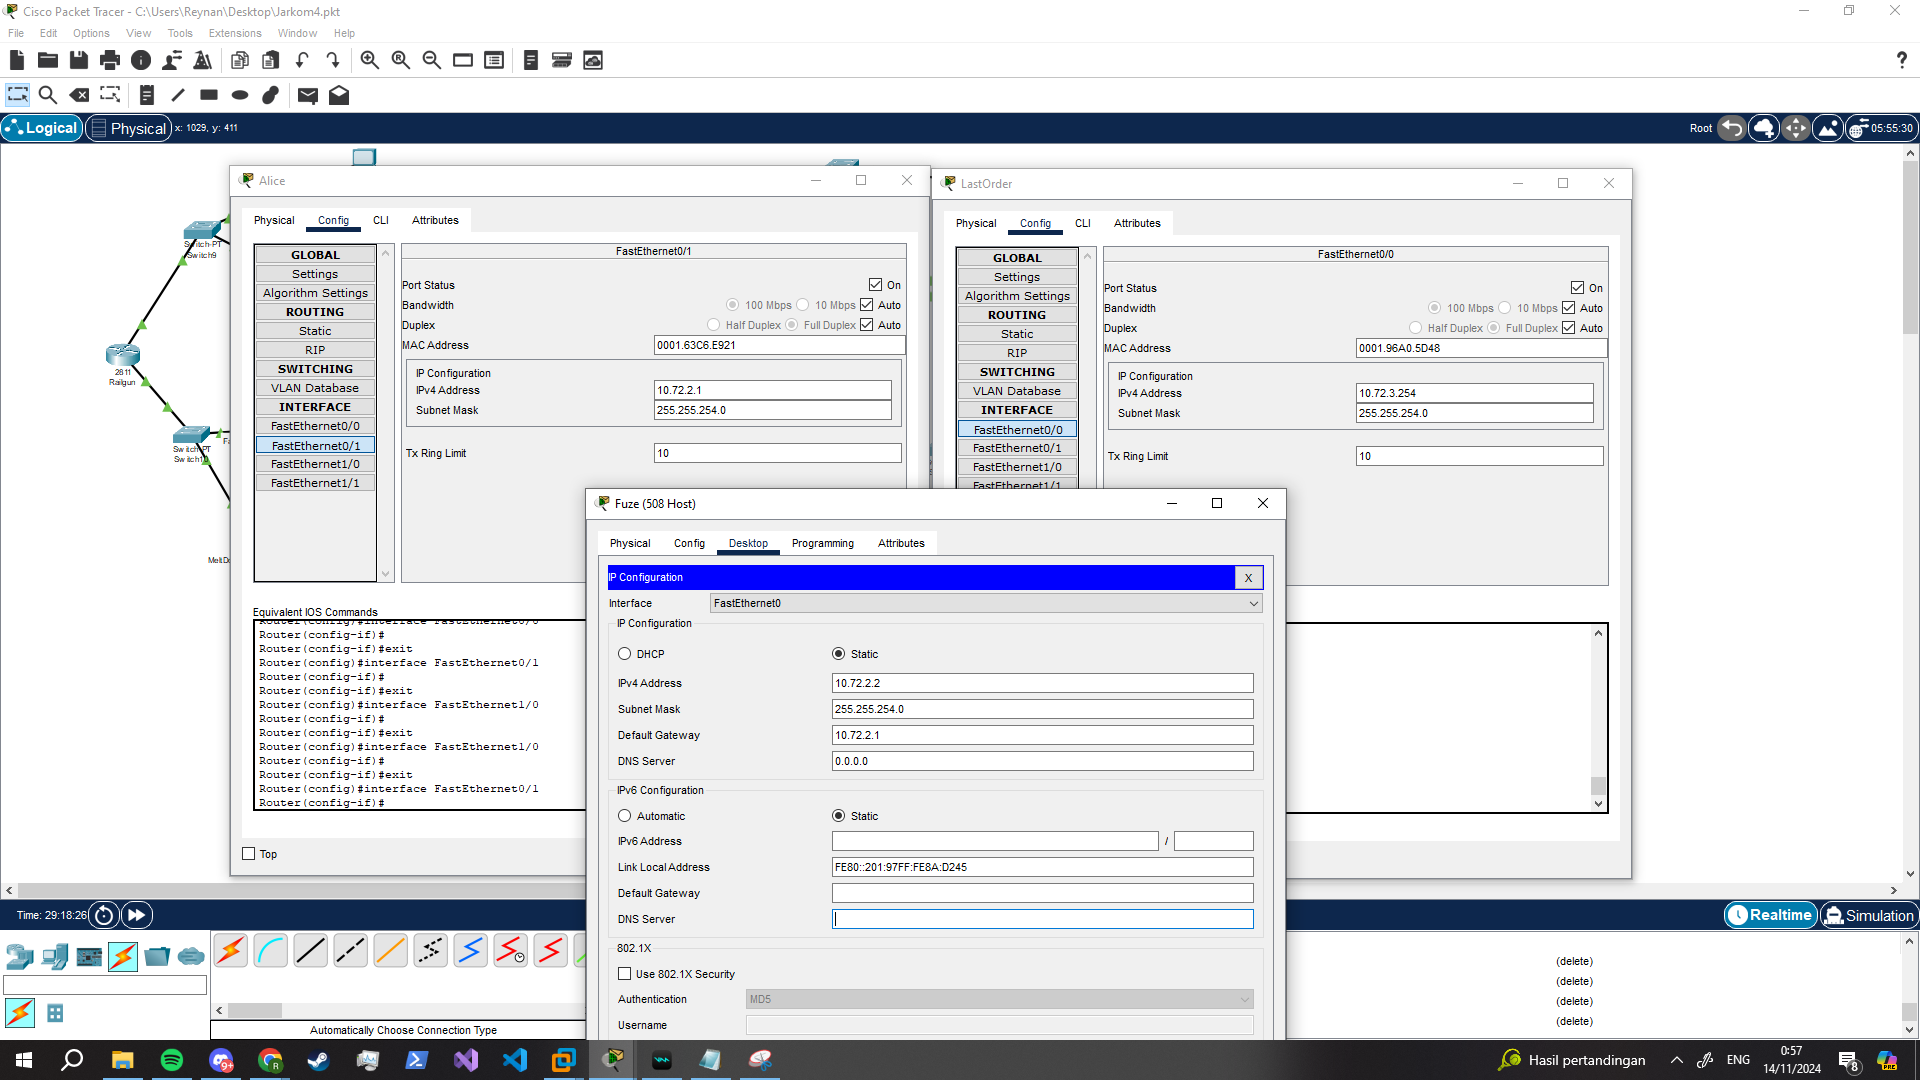 Cisco Packet Tracer - C:\Users\Reynan\Desktop\Jarkom4.pkt
File Edit Options View Tools Extensions Window Help
Logical Physical x: 1029, y: 411
Root 05:55:30
Switch-PT
Switch9
2811
Railgun
Switch-PT
Alice
Physical Config CLI Attributes
GLOBAL
Settings
Algorithm Settings
ROUTING
Static
RIP
SWITCHING
VLAN Database
INTERFACE
FastEthernet0/0
FastEthernet0/1
FastEthernet1/0
FastEthernet1/1
FastEthernet0/1
Port Status On
Bandwidth 100 Mbps 10 Mbps Auto
Duplex Half Duplex Full Duplex Auto
MAC Address 0001.63C6.E921
IP Configuration
IPv4 Address 10.72.2.1
Subnet Mask 255.255.254.0
Tx Ring Limit 10
Equivalent IOS Commands
Router(config)#interface FastEthernet0/0
Router(config-if)#
Router(config-if)#exit
Router(config)#interface FastEthernet0/1
Router(config-if)#
Router(config-if)#exit
Router(config)#interface FastEthernet1/0
Router(config-if)#
Router(config-if)#exit
Router(config)#interface FastEthernet1/0
Router(config-if)#
Router(config-if)#exit
Router(config)#interface FastEthernet0/1
Router(config-if)#
Top
LastOrder
Physical Config CLI Attributes
GLOBAL
Settings
Algorithm Settings
ROUTING
Static
RIP
SWITCHING
VLAN Database
INTERFACE
FastEthernet0/0
FastEthernet0/1
FastEthernet1/0
FastEthernet1/1
FastEthernet0/0
Port Status On
Bandwidth 100 Mbps 10 Mbps Auto
Duplex Half Duplex Full Duplex Auto
MAC Address 0001.96A0.5D48
IP Configuration
IPv4 Address 10.72.3.254
Subnet Mask 255.255.254.0
Tx Ring Limit 10
Fuze (508 Host)
Physical Config Desktop Programming Attributes
IP Configuration X
Interface FastEthernet0
IP Configuration
DHCP Static
IPv4 Address 10.72.2.2
Subnet Mask 255.255.254.0
Default Gateway 10.72.2.1
DNS Server 0.0.0.0
IPv6 Configuration
Automatic Static
IPv6 Address /
Link Local Address FE80::201:97FF:FE8A:D245
Default Gateway
DNS Server
802.1X
Use 802.1X Security
Authentication MD5
Username
Time: 29:18:26
Realtime Simulation
Automatically Choose Connection Type
(delete)
(delete)
(delete)
(delete)
Hasil pertandingan
ENG
0:57
14/11/2024
8